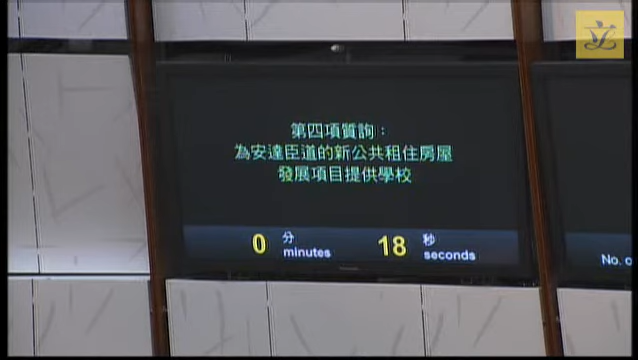 立
第四項質詢：
為安達臣道的新公共租住房屋
發展項目提供學校
0 分 minutes 18 秒 seconds
No. o